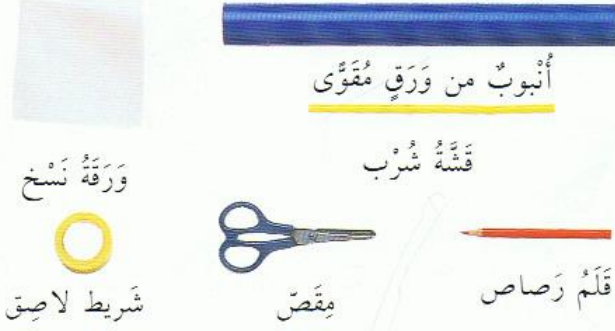 أُنْبوبٌ من وَرَقٍ مُقَوًّى
قَشَّةُ شُرْب
وَرَقَةُ نَسْخ
قَلَمُ رَصاص
مِقَصّ
شَريط لاصِق